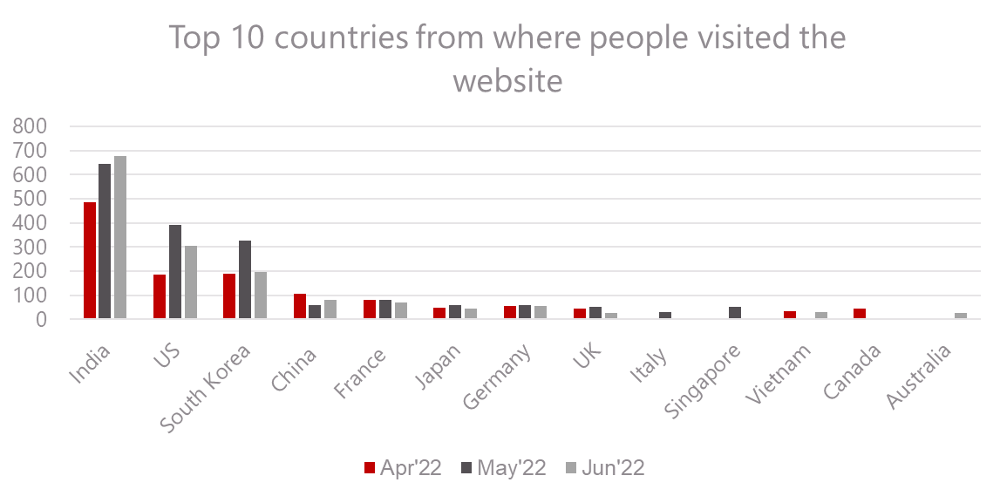 Top 10 countries from where people visited the
website
800
700
600
500
400
300
200
100
0
India
US
South Korea
China
France
Japan
Germany
UK
Italy
Singapore
Vietnam
Canada
Australia
Apr'22 May'22 Jun'22